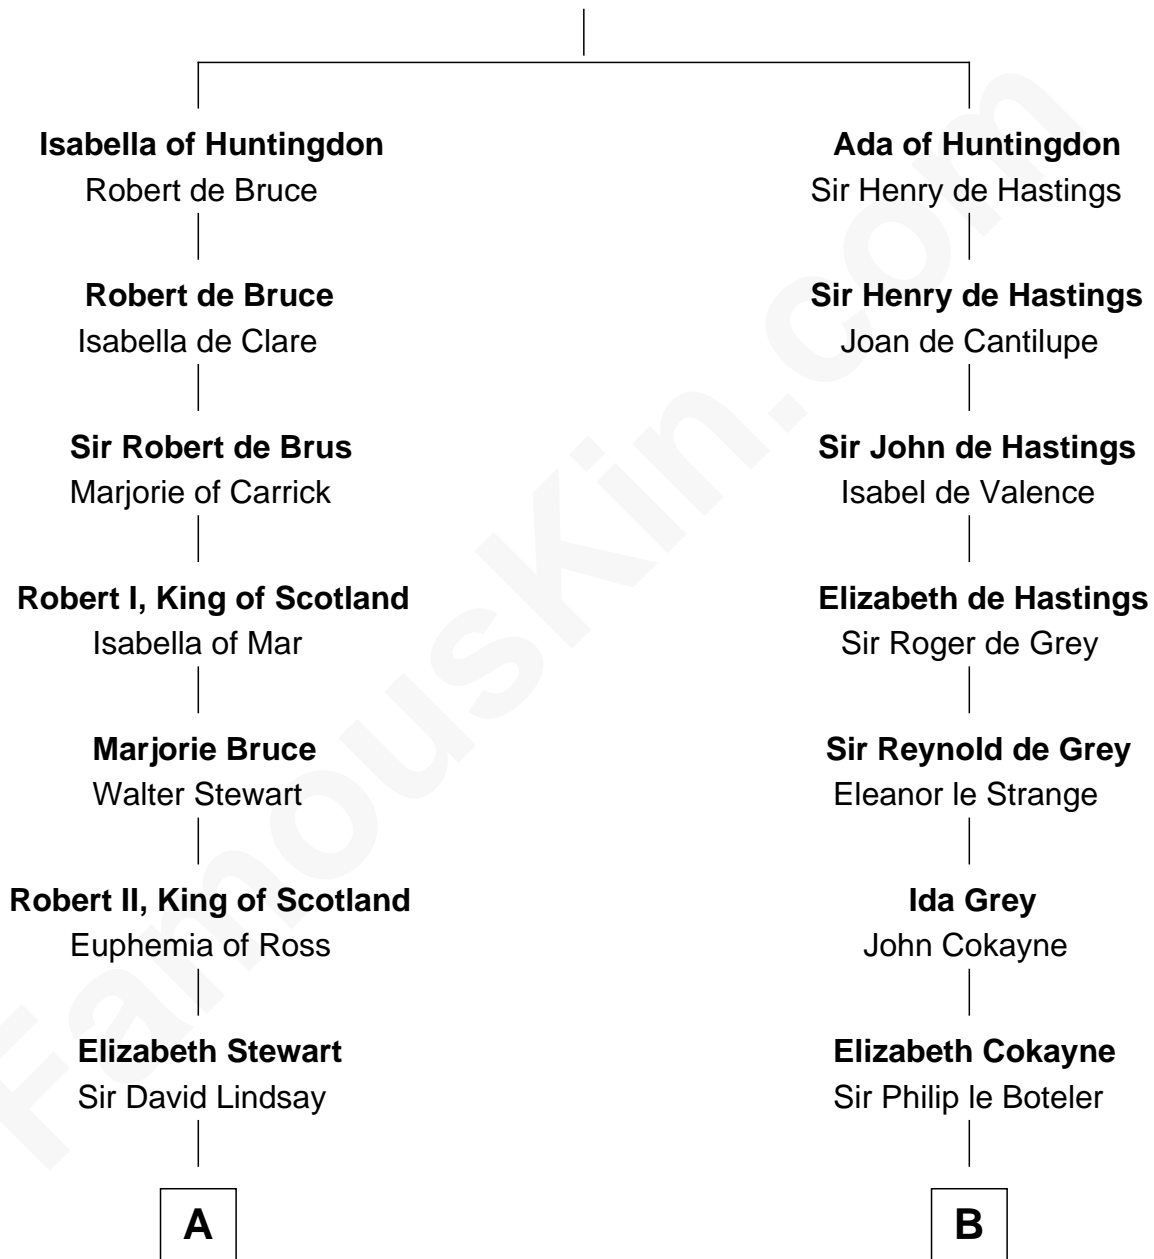 Isabella of Huntingdon
Robert de Bruce
Robert de Bruce
Isabella de Clare
Sir Robert de Brus
Marjorie of Carrick
Robert I, King of Scotland
Isabella of Mar
Marjorie Bruce
Walter Stewart
Robert II, King of Scotland
Euphemia of Ross
Elizabeth Stewart
Sir David Lindsay
A
Ada of Huntingdon
Sir Henry de Hastings
Sir Henry de Hastings
Joan de Cantilupe
Sir John de Hastings
Isabel de Valence
Elizabeth de Hastings
Sir Roger de Grey
Sir Reynold de Grey
Eleanor le Strange
Ida Grey
John Cokayne
Elizabeth Cokayne
Sir Philip le Boteler
B
FamousKin.com